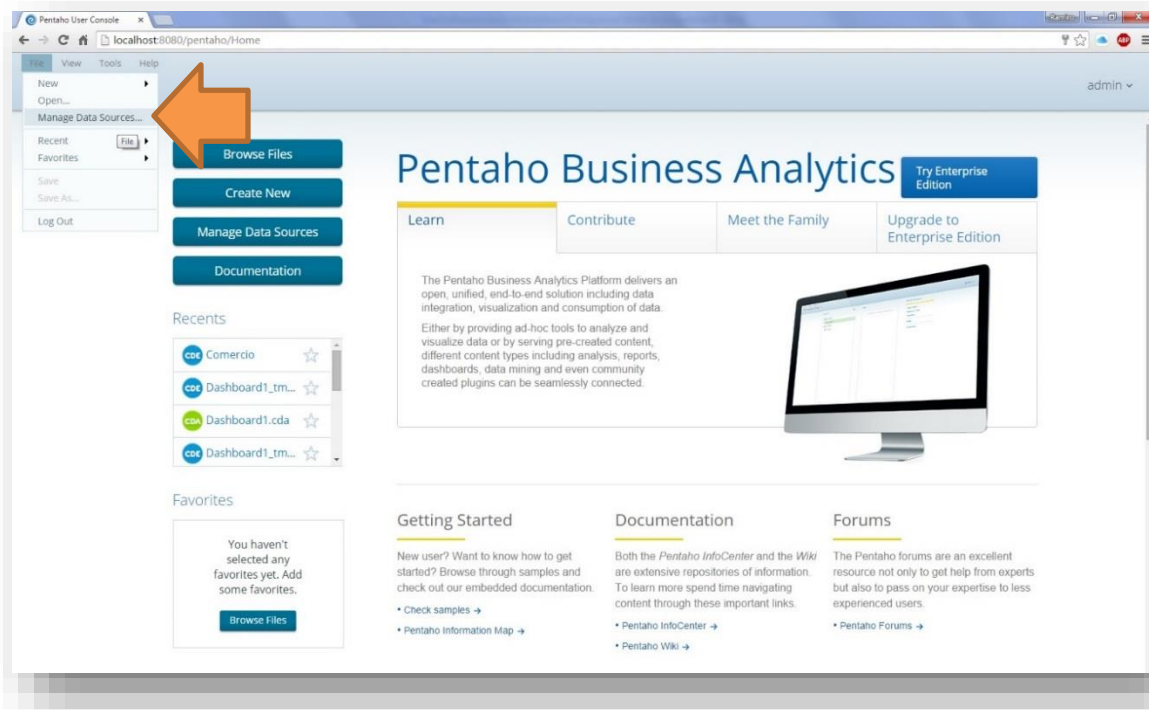 Pentaho User Console
localhost:8080/pentaho/Home
ABP
File View Tools Help
admin
New
Open...
Manage Data Sources...
Recent
File
Favorites
Save
Save As...
Log Out
Browse Files
Create New
Manage Data Sources
Documentation
Pentaho Business Analytics
Try Enterprise
Edition
Learn
Contribute
Meet the Family
Upgrade to
Enterprise Edition
The Pentaho Business Analytics Platform delivers an
open, unified, end-to-end solution including data
integration, visualization and consumption of data.
Either by providing ad-hoc tools to analyze and
visualize data or by serving pre-created content,
different content types including analysis, reports,
dashboards, data mining and even community
created plugins can be seamlessly connected.
Recents
CDE Comercio
CDE Dashboard1_tm...
CDA Dashboard1.cda
CDE Dashboard1_tm...
Favorites
You haven't
selected any
favorites yet. Add
some favorites.
Browse Files
Getting Started
New user? Want to know how to get
started? Browse through samples and
check out our embedded documentation.
• Check samples →
• Pentaho Information Map →
Documentation
Both the Pentaho InfoCenter and the Wiki
are extensive repositories of information.
To learn more spend time navigating
content through these important links.
• Pentaho InfoCenter →
• Pentaho Wiki →
Forums
The Pentaho forums are an excellent
resource not only to get help from experts
but also to pass on your expertise to less
experienced users.
• Pentaho Forums →